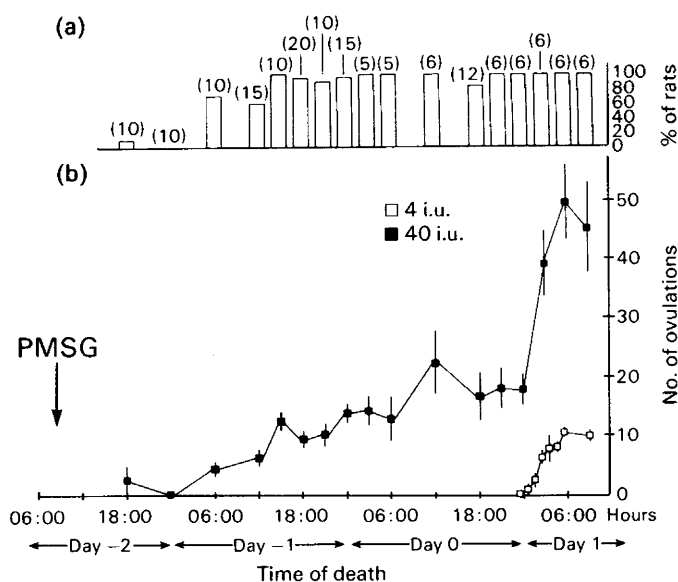 (a)
(10)
(10)
(10)
(15)
(10)
(20)
(10)
(15)
(5)
(5)
(6)
(12)
(6)
(6)
(6)
(6)
(6)
100
80
60
40
20
0
% of rats
(b)
4 i.u.
40 i.u.
PMSG
50
40
30
20
10
0
No. of ovulations
06:00 18:00 06:00 18:00 06:00 18:00 06:00 Hours
Day −2 Day −1 Day 0 Day 1
Time of death